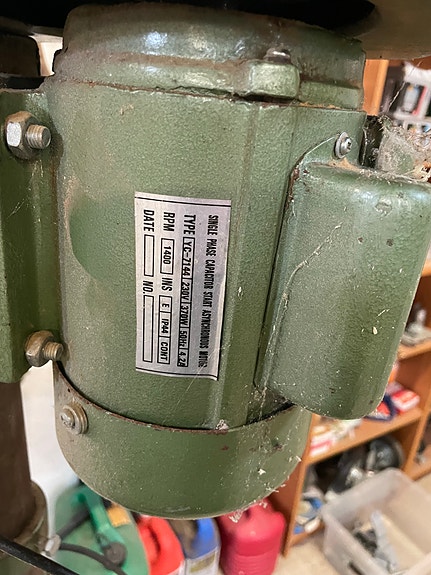 SINGLE PHASE CAPACITOR START ASYNCHRONOUS MOTOR
TYPE YC-7144 230V 370W 50Hz 4.2A
RPM 1400 INS E IP44 CONT
DATE NO.